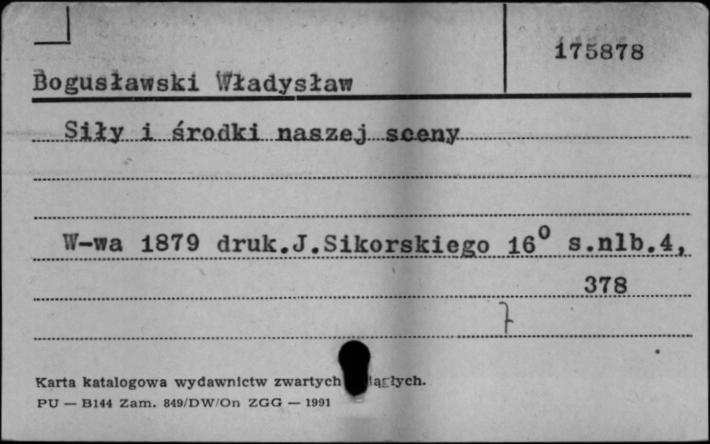 175878
Bogusławski Władysław
Siły i środki naszej sceny
W-wa 1879 druk.J.Sikorskiego 16⁰ s.nlb.4,
378
Karta katalogowa wydawnictw zwartych
PU — B144 Zam. 849/DW/On ZGG — 1991